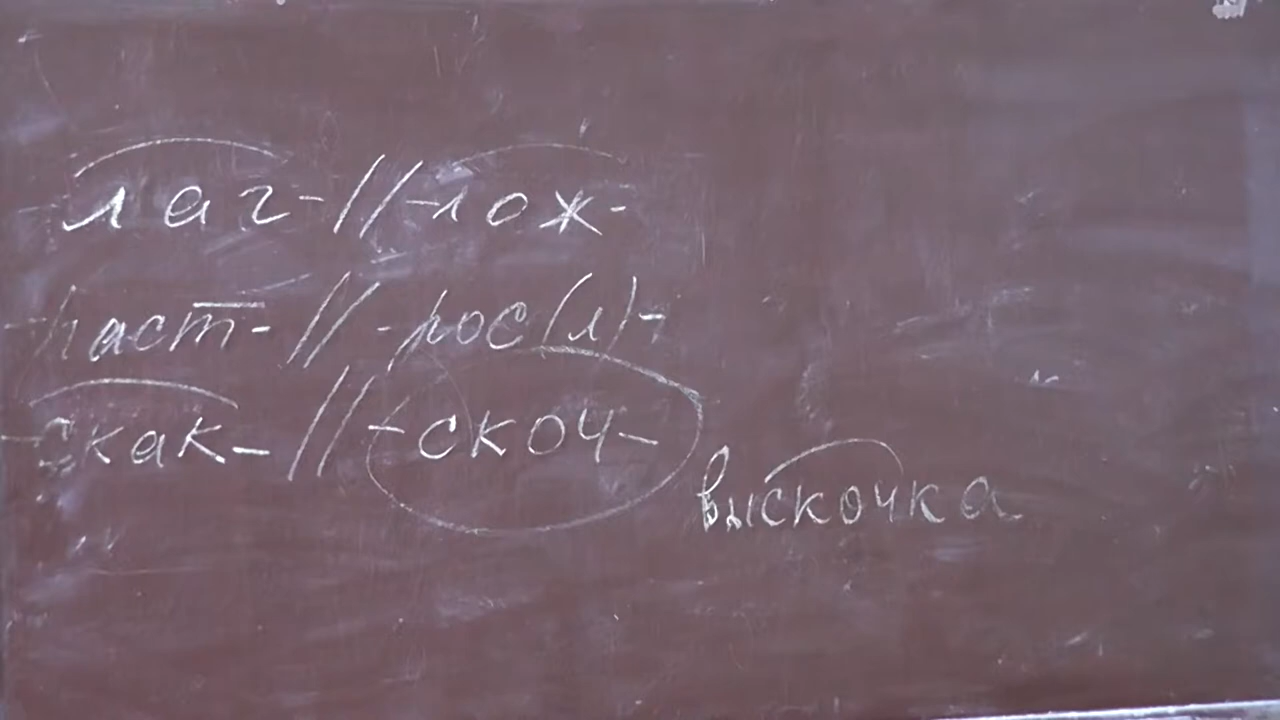 лаг- // -лож-
-раст- // -рос(л)-
-скак- // -скоч-
выскочка